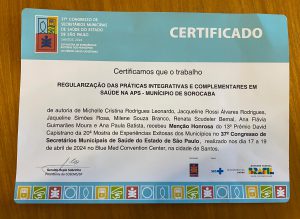 37º CONGRESSO DE
SECRETÁRIOS MUNICIPAIS
DE SAÚDE DO ESTADO
DE SÃO PAULO
CERTIFICADO
Certificamos que o trabalho
REGULARIZAÇÃO DAS PRÁTICAS INTEGRATIVAS E COMPLEMENTARES EM
SAÚDE NA APS - MUNICÍPIO DE SOROCABA
de autoria de Michelle Cristina Rodrigues Leonardo, Jacqueline Rossi Alvares Rodrigues,
Jaqueline Simões Rosa, Milene Souza Branco, Renata Scudeler Bernal, Ana Flávia
Guimarães Moura e Ana Paula Batista, recebeu Menção Honrosa do 13º Prêmio David
Capistrano da 20ª Mostra de Experiências Exitosas dos Municípios no 37º Congresso de
Secretários Municipais de Saúde do Estado de São Paulo, realizado nos dia 17 a 19 de
abril de 2024 no Blue Med Convention Center, na cidade de Santos.
SUS
BRASIL